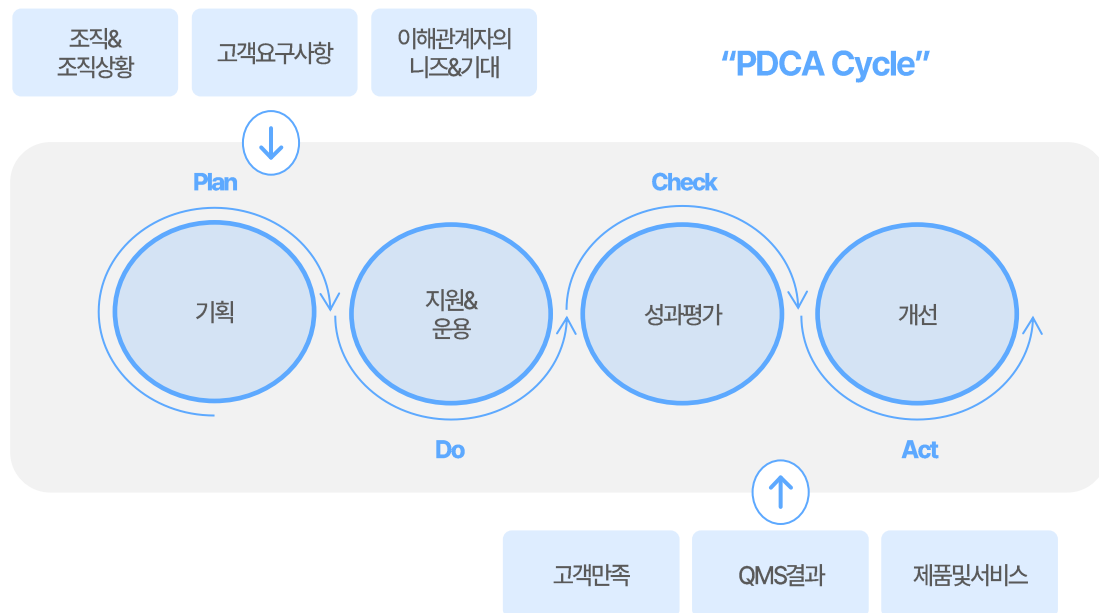 조직&
조직상황
고객요구사항
이해관계자의
니즈&기대
“PDCA Cycle”
Plan
Check
기획
지원&
운용
성과평가
개선
Do
Act
고객만족
QMS결과
제품및서비스